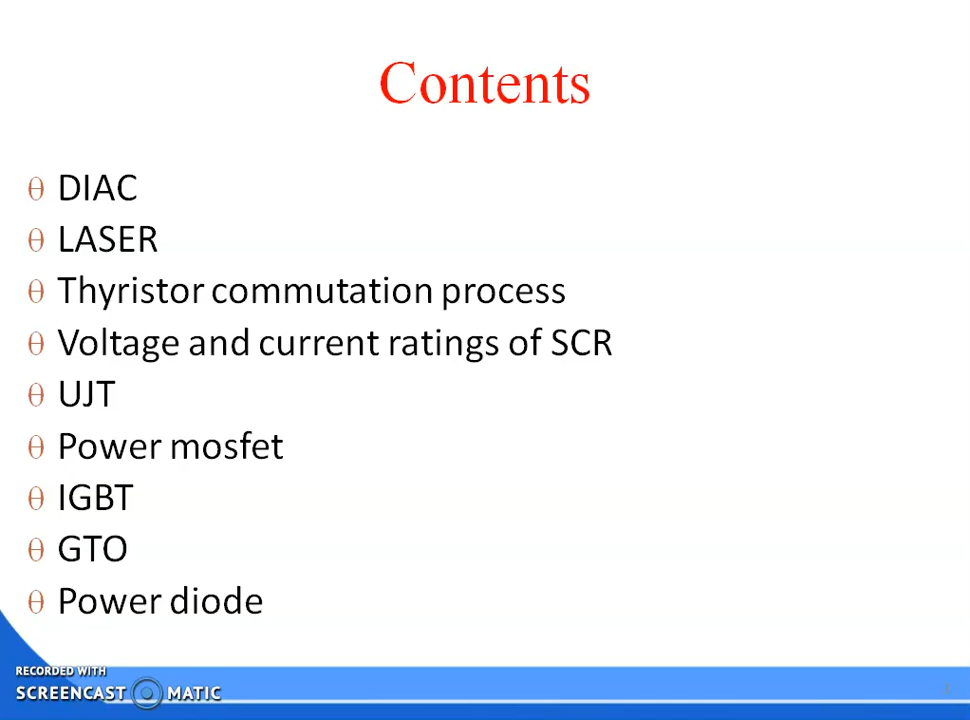 Contents
θ DIAC
θ LASER
θ Thyristor commutation process
θ Voltage and current ratings of SCR
θ UJT
θ Power mosfet
θ IGBT
θ GTO
θ Power diode
RECORDED WITH
SCREENCAST MATIC